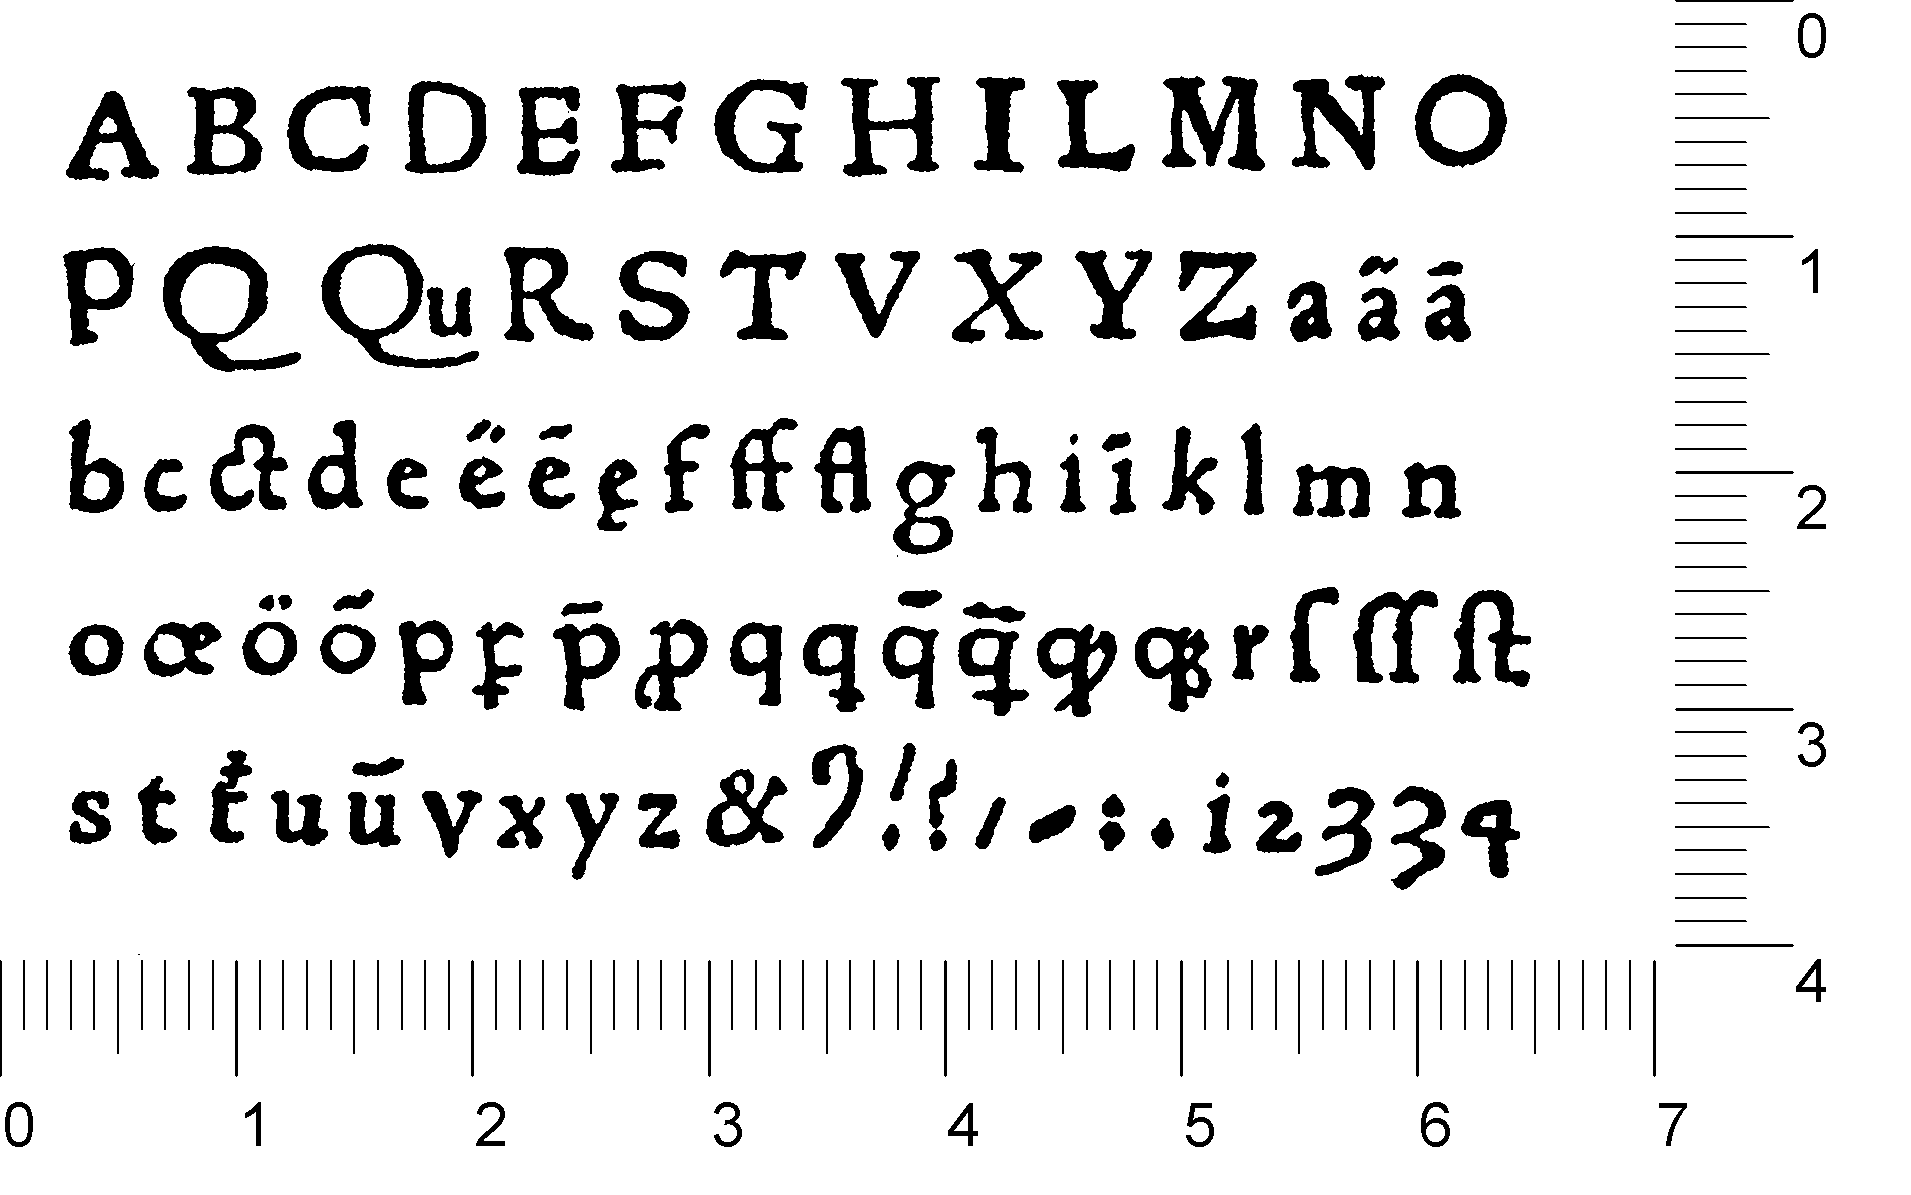 A B C D E F G H I L M N O
P Q Qu R S T V X Y Z a ã ā
b c ct d e ë ē ę f ff fl g h i ī k l m n
o œ ö õ p ꝑ p̄ ꝓ q ꝗ q̄ ꝗ̃ ꝙ r ſ ſſ ſt
s t t̄ u ū v x y z & ? ! / - : . 1 2 3 3 4
0
1
2
3
4
0 1 2 3 4 5 6 7